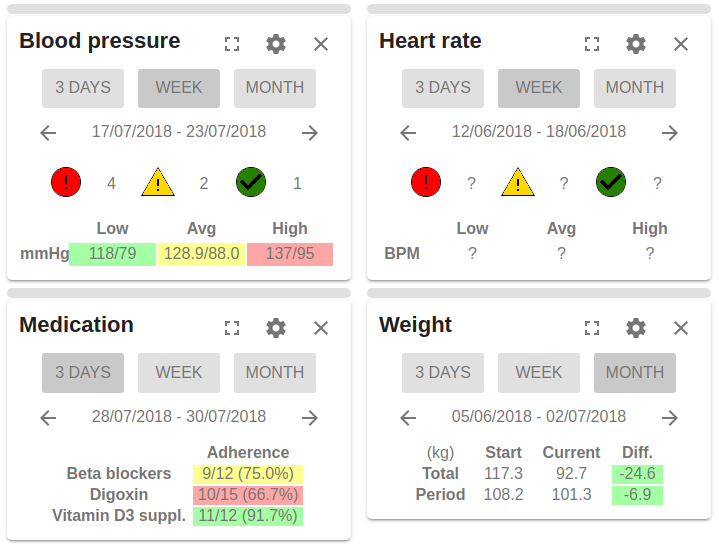 Blood pressure
3 DAYS WEEK MONTH
17/07/2018 - 23/07/2018
! 4 ! 2 1
Low Avg High
mmHg 118/79 128.9/88.0 137/95
Heart rate
3 DAYS WEEK MONTH
12/06/2018 - 18/06/2018
! ? ! ? ?
Low Avg High
BPM ? ? ?
Medication
3 DAYS WEEK MONTH
28/07/2018 - 30/07/2018
Adherence
Beta blockers 9/12 (75.0%)
Digoxin 10/15 (66.7%)
Vitamin D3 suppl. 11/12 (91.7%)
Weight
3 DAYS WEEK MONTH
05/06/2018 - 02/07/2018
(kg) Start Current Diff.
Total 117.3 92.7 -24.6
Period 108.2 101.3 -6.9